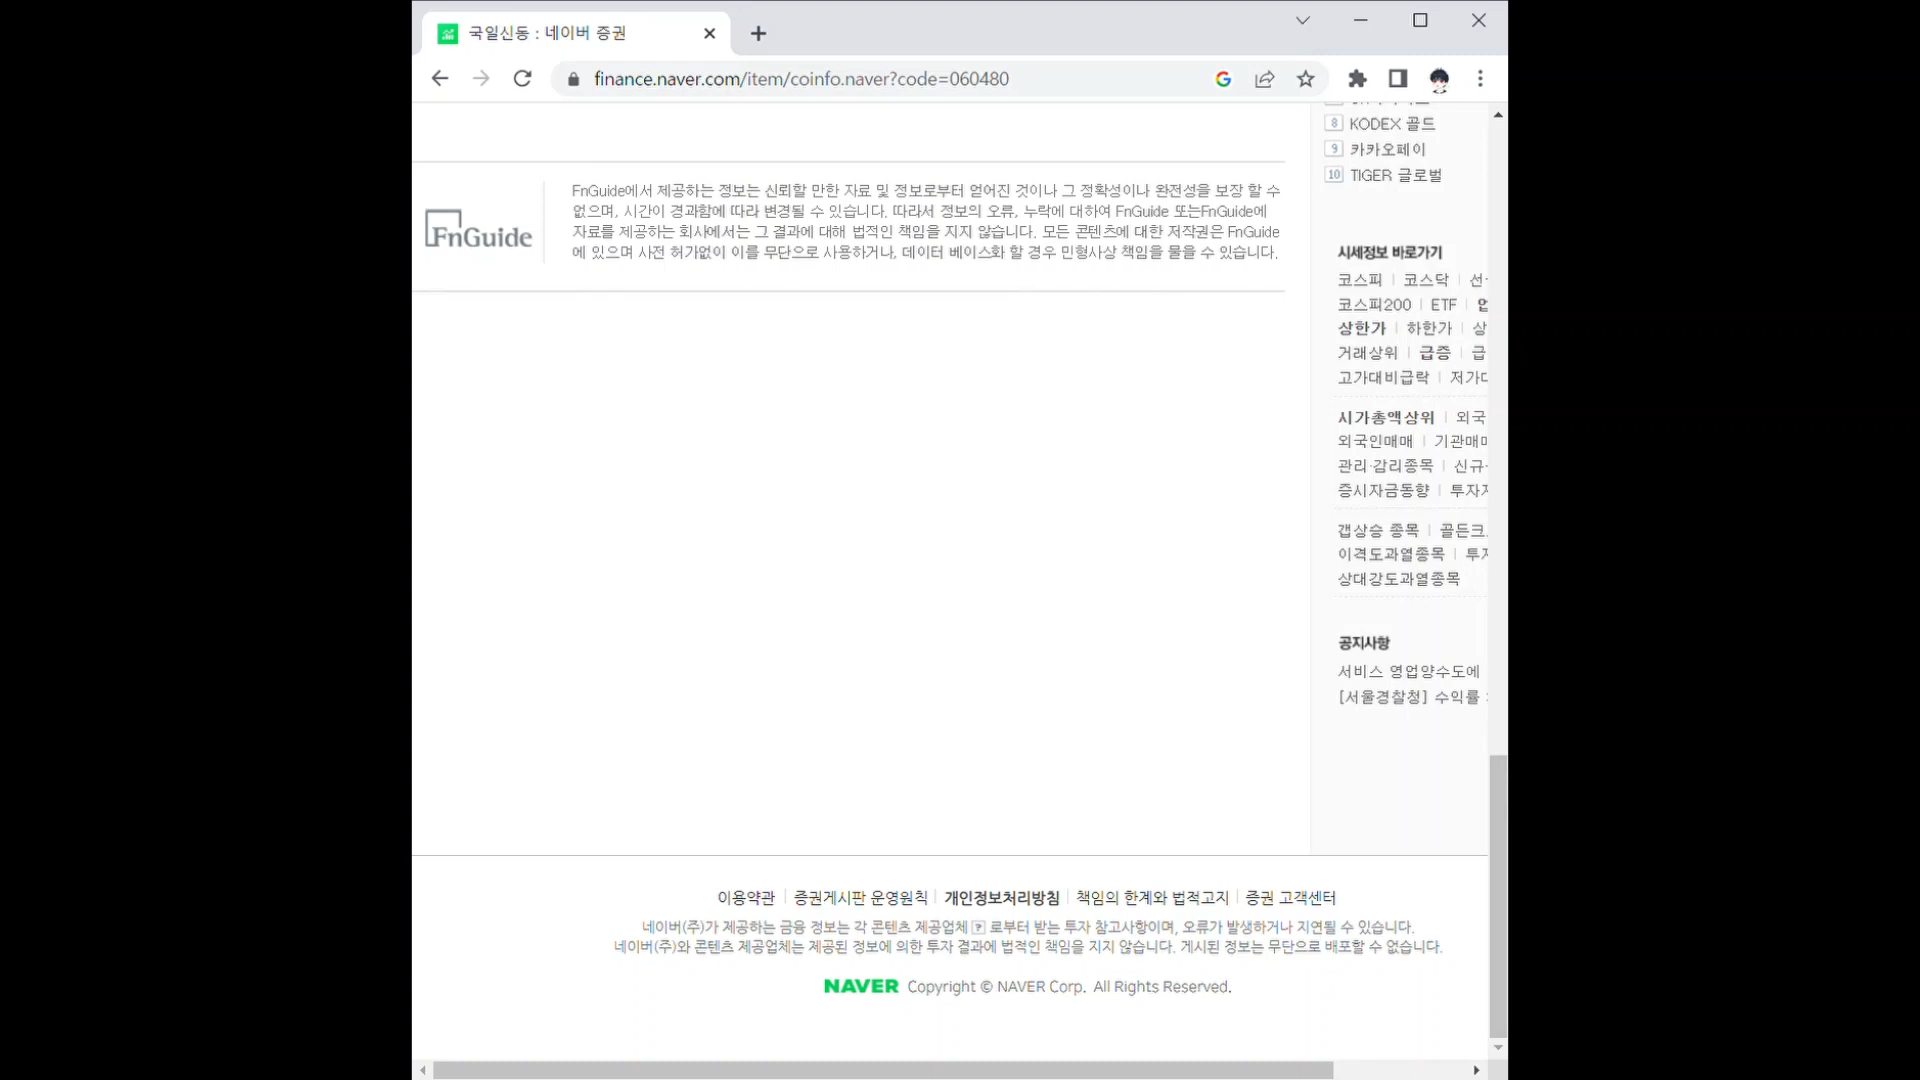 국일신동 : 네이버 증권
finance.naver.com/item/coinfo.naver?code=060480
8 KODEX 골드
9 카카오페이
10 TIGER 글로벌
FnGuide
FnGuide에서 제공하는 정보는 신뢰할 만한 자료 및 정보로부터 얻어진 것이나 그 정확성이나 완전성을 보장 할 수
없으며, 시간이 경과함에 따라 변경될 수 있습니다. 따라서 정보의 오류, 누락에 대하여 FnGuide 또는FnGuide에
자료를 제공하는 회사에서는 그 결과에 대해 법적인 책임을 지지 않습니다. 모든 콘텐츠에 대한 저작권은 FnGuide
에 있으며 사전 허가없이 이를 무단으로 사용하거나, 데이터 베이스화 할 경우 민형사상 책임을 물을 수 있습니다.
시세정보 바로가기
코스피 코스닥 선
코스피200 ETF
상한가 하한가 상
거래상위 급증 급
고가대비급락 저가
시가총액상위 외국
외국인매매 기관매
관리·감리종목 신규
증시자금동향 투자
갭상승 종목 골든크
이격도과열종목 투
상대강도과열종목
공지사항
서비스 영업양수도에
[서울경찰청] 수익률
이용약관 증권게시판 운영원칙 개인정보처리방침 책임의 한계와 법적고지 증권 고객센터
네이버(주)가 제공하는 금융 정보는 각 콘텐츠 제공업체 ? 로부터 받는 투자 참고사항이며, 오류가 발생하거나 지연될 수 있습니다.
네이버(주)와 콘텐츠 제공업체는 제공된 정보에 의한 투자 결과에 법적인 책임을 지지 않습니다. 게시된 정보는 무단으로 배포할 수 없습니다.
NAVER Copyright © NAVER Corp. All Rights Reserved.